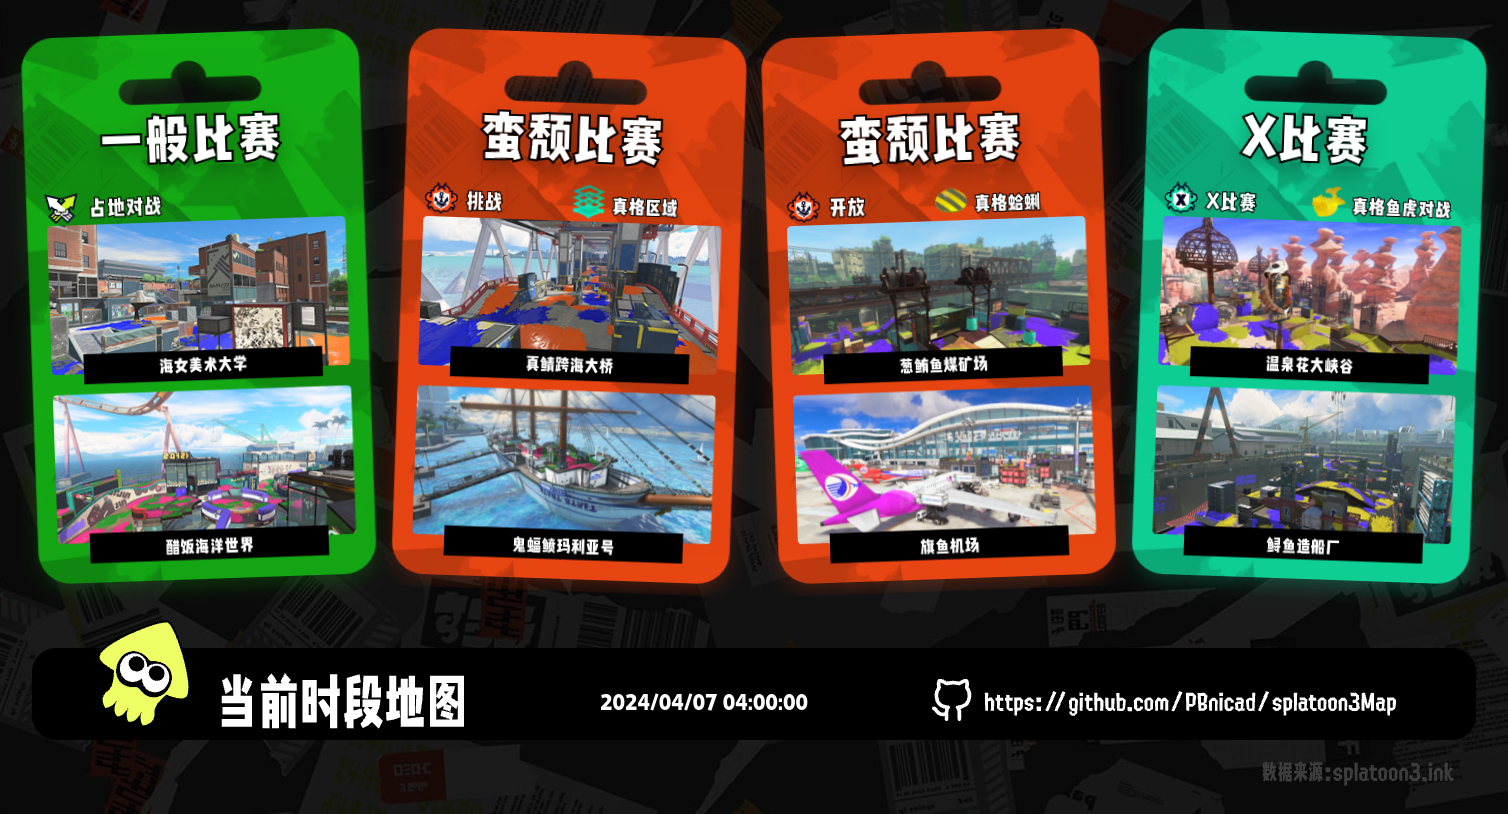 一般比赛
占地对战
海女美术大学
醋饭海洋世界
蛮颓比赛
挑战
真格区域
真鲭跨海大桥
鬼蝠鲼玛利亚号
蛮颓比赛
开放
真格蛤蜊
葱鲔鱼煤矿场
旗鱼机场
X比赛
X比赛
真格鱼虎对战
温泉花大峡谷
鲟鱼造船厂
当前时段地图
2024/04/07 04:00:00
https://github.com/PBnicad/splatoon3Map
数据来源:splatoon3.ink